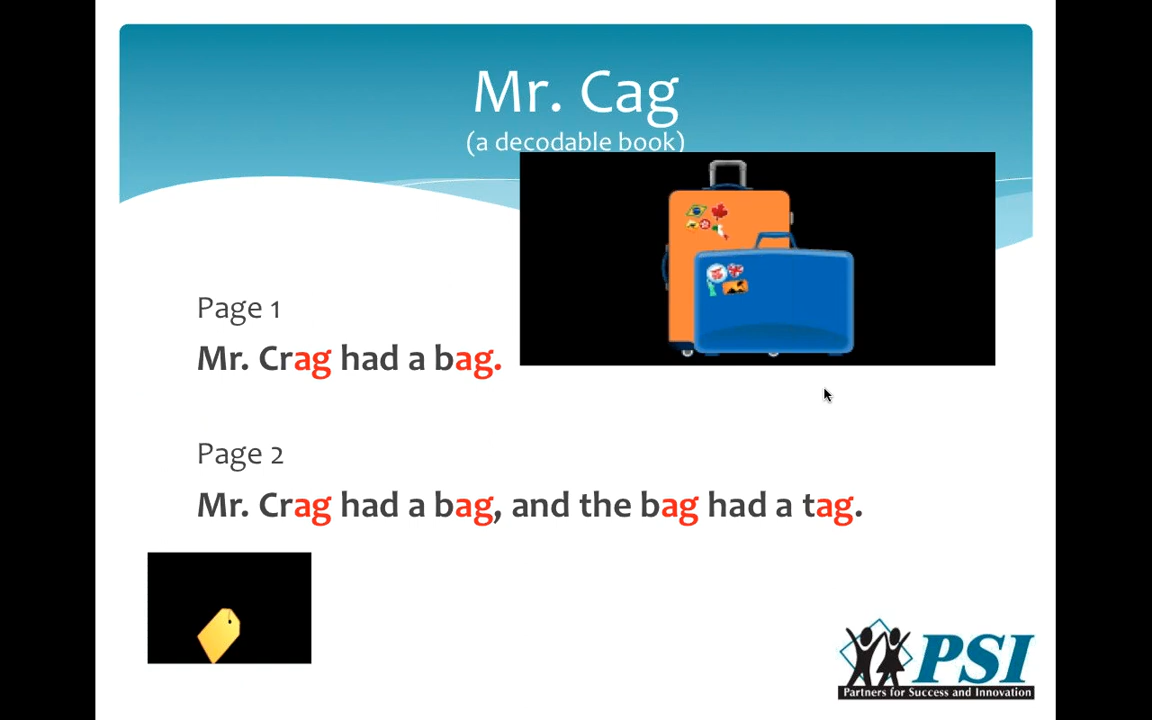 Mr. Cag
(a decodable book)
Page 1
Mr. Crag had a bag.
Page 2
Mr. Crag had a bag, and the bag had a tag.
PSI
Partners for Success and Innovation